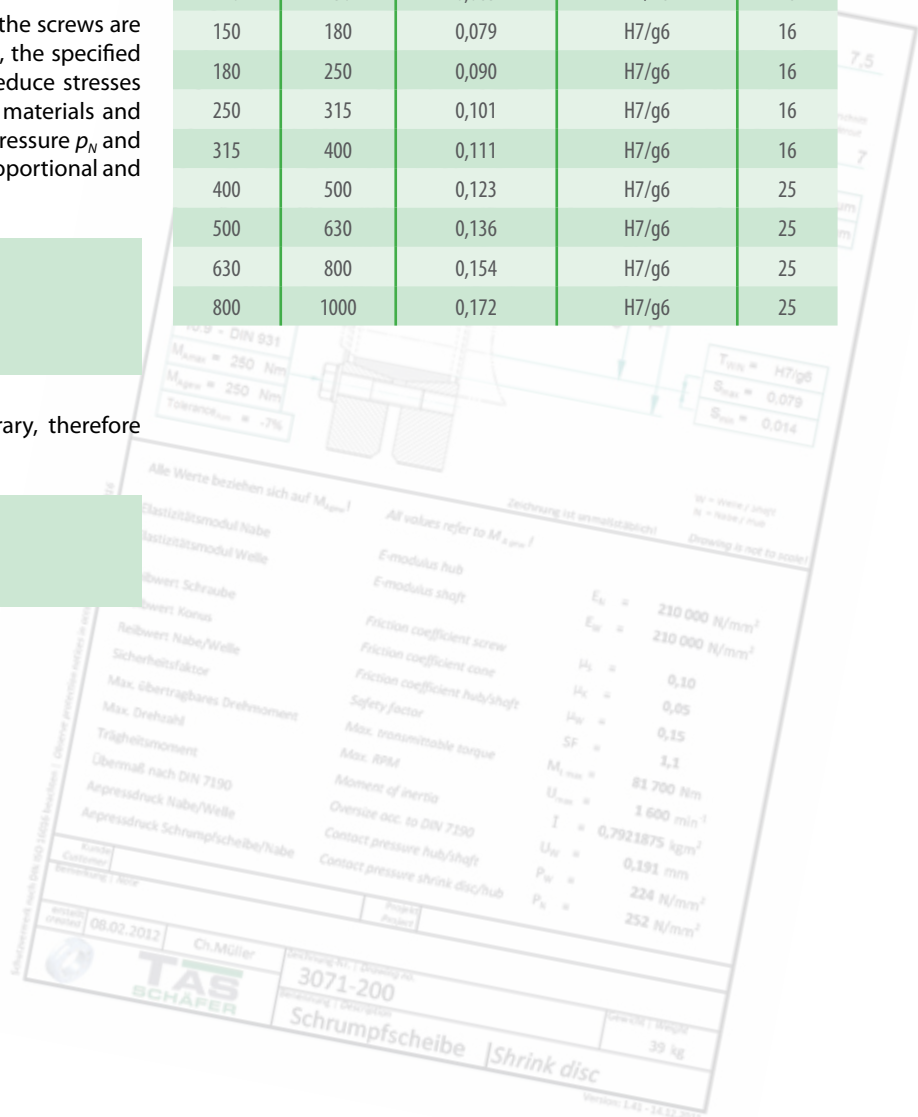 the screws are
, the specified
educe stresses
materials and
ressure pN and
oportional and
150 180 0,079 H7/g6 16
180 250 0,090 H7/g6 16
250 315 0,101 H7/g6 16
315 400 0,111 H7/g6 16
400 500 0,123 H7/g6 25
500 630 0,136 H7/g6 25
630 800 0,154 H7/g6 25
800 1000 0,172 H7/g6 25
rary, therefore
7,5
7
10.9 - DIN 931
MAmax = 250 Nm
MAgew = 250 Nm
Tolerance = -7%
TW/N = H7/g6
Smax = 0,079
Smin = 0,014
W = Welle / shaft
N = Nabe / hub
Alle Werte beziehen sich auf MAgew!
All values refer to MAgew!
Zeichnung ist unmaßstäblich!
Drawing is not to scale!
Elastizitätsmodul Nabe E-modulus hub EN = 210 000 N/mm²
Elastizitätsmodul Welle E-modulus shaft EW = 210 000 N/mm²
Reibwert Schraube Friction coefficient screw μS = 0,10
Reibwert Konus Friction coefficient cone μK = 0,05
Reibwert Nabe/Welle Friction coefficient hub/shaft μW = 0,15
Sicherheitsfaktor Safety factor SF = 1,1
Max. übertragbares Drehmoment Max. transmittable torque Mt max = 81 700 Nm
Max. Drehzahl Max. RPM Umax = 1 600 min-1
Trägheitsmoment Moment of inertia I = 0,7921875 kgm²
Übermaß nach DIN 7190 Oversize acc. to DIN 7190 UW = 0,191 mm
Anpressdruck Nabe/Welle Contact pressure hub/shaft PW = 224 N/mm²
Anpressdruck Schrumpfscheibe/Nabe Contact pressure shrink disc/hub PN = 252 N/mm²
Kunde
Customer
Bemerkung | Note
Projekt
Project
erstellt
created 08.02.2012 Ch.Müller
Zeichnung-Nr. | Drawing no.
3071-200
TAS
SCHÄFER
Benennung | Description
Schrumpfscheibe | Shrink disc
Gewicht | Weight
39 kg
Version: 1.41 - 14.12.